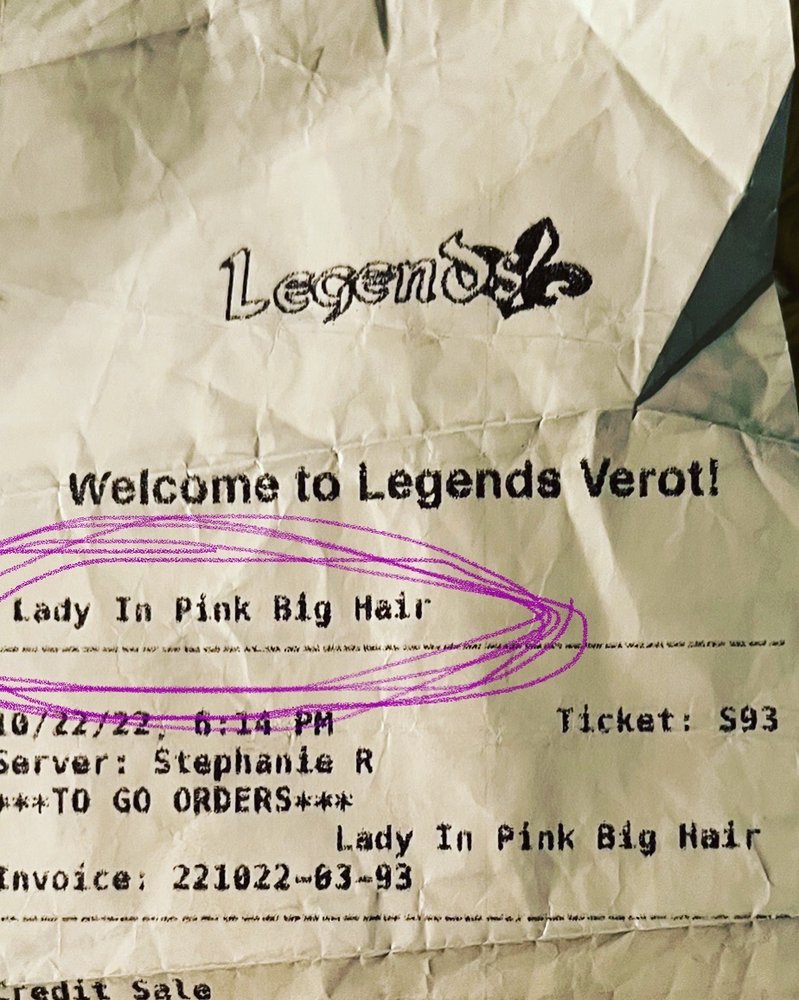 Legends
Welcome to Legends Verot!
Lady In Pink Big Hair
10/22/22, 6:14 PM
Ticket: S93
Server: Stephanie R
***TO GO ORDERS***
Lady In Pink Big Hair
Invoice: 221022-03-93
Credit Sale